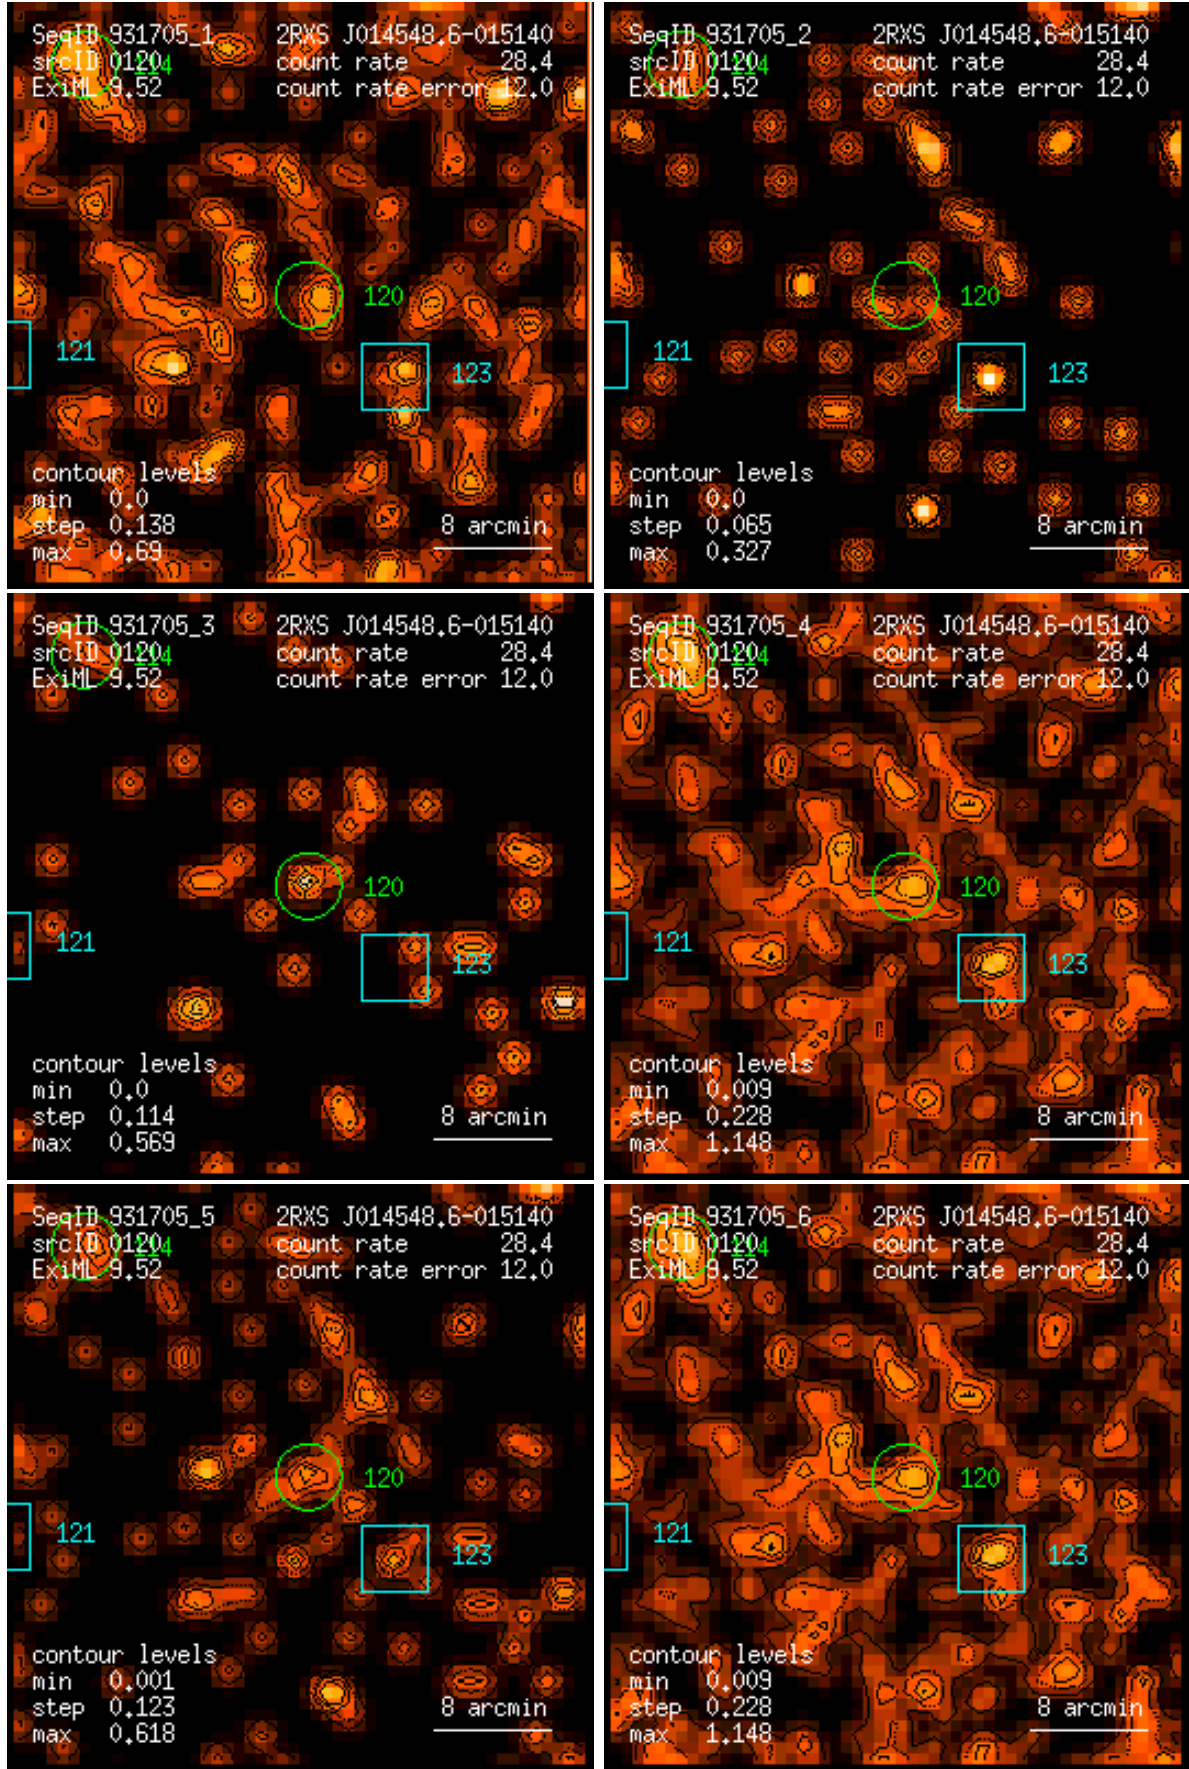 SeqID 931705_1 2RXS J014548.6-015140
srcID 0120 114 count rate 28.4
ExiML 9.52 count rate error 12.0
120
121
123
contour levels
min 0.0
step 0.138
max 0.69
8 arcmin
SeqID 931705_2 2RXS J014548.6-015140
srcID 0120 114 count rate 28.4
ExiML 9.52 count rate error 12.0
120
121
123
contour levels
min 0.0
step 0.065
max 0.327
8 arcmin
SeqID 931705_3 2RXS J014548.6-015140
srcID 0120 114 count rate 28.4
ExiML 9.52 count rate error 12.0
120
121
123
contour levels
min 0.0
step 0.114
max 0.569
8 arcmin
SeqID 931705_4 2RXS J014548.6-015140
srcID 0120 114 count rate 28.4
ExiML 9.52 count rate error 12.0
120
121
123
contour levels
min 0.009
step 0.228
max 1.148
8 arcmin
SeqID 931705_5 2RXS J014548.6-015140
srcID 0120 114 count rate 28.4
ExiML 9.52 count rate error 12.0
120
121
123
contour levels
min 0.001
step 0.123
max 0.618
8 arcmin
SeqID 931705_6 2RXS J014548.6-015140
srcID 0120 114 count rate 28.4
ExiML 9.52 count rate error 12.0
120
121
123
contour levels
min 0.009
step 0.228
max 1.148
8 arcmin